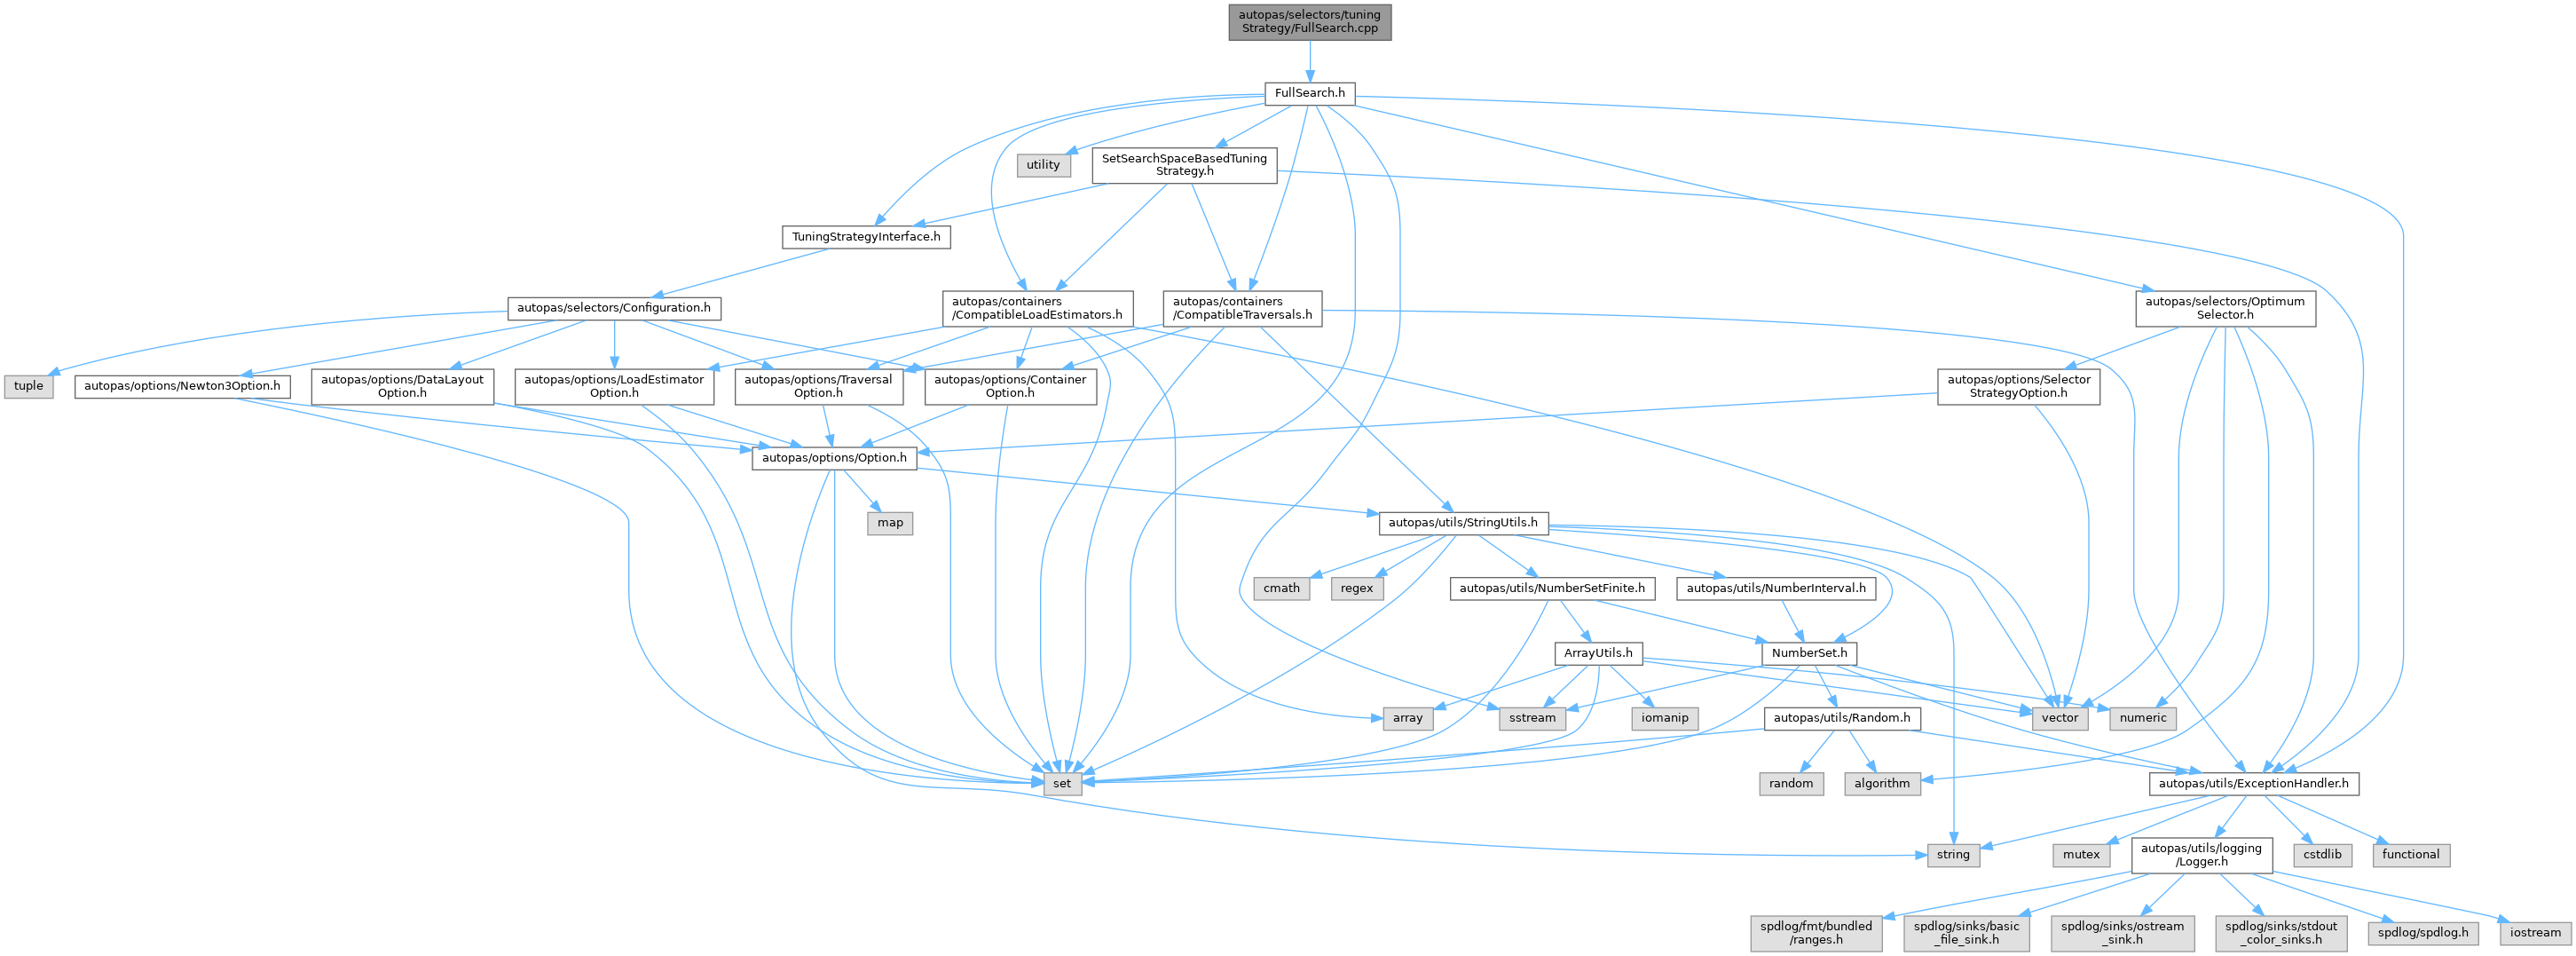 autopas/selectors/tuning
Strategy/FullSearch.cpp
FullSearch.h
utility
SetSearchSpaceBasedTuning
Strategy.h
TuningStrategyInterface.h
autopas/selectors/Configuration.h
autopas/containers
/CompatibleLoadEstimators.h
autopas/containers
/CompatibleTraversals.h
autopas/selectors/Optimum
Selector.h
tuple
autopas/options/Newton3Option.h
autopas/options/DataLayout
Option.h
autopas/options/LoadEstimator
Option.h
autopas/options/Traversal
Option.h
autopas/options/Container
Option.h
autopas/options/Selector
StrategyOption.h
autopas/options/Option.h
map
autopas/utils/StringUtils.h
cmath
regex
autopas/utils/NumberSetFinite.h
autopas/utils/NumberInterval.h
ArrayUtils.h
NumberSet.h
array
sstream
iomanip
autopas/utils/Random.h
vector
numeric
set
random
algorithm
autopas/utils/ExceptionHandler.h
string
mutex
autopas/utils/logging
/Logger.h
cstdlib
functional
spdlog/fmt/bundled
/ranges.h
spdlog/sinks/basic
_file_sink.h
spdlog/sinks/ostream
_sink.h
spdlog/sinks/stdout
_color_sinks.h
spdlog/spdlog.h
iostream